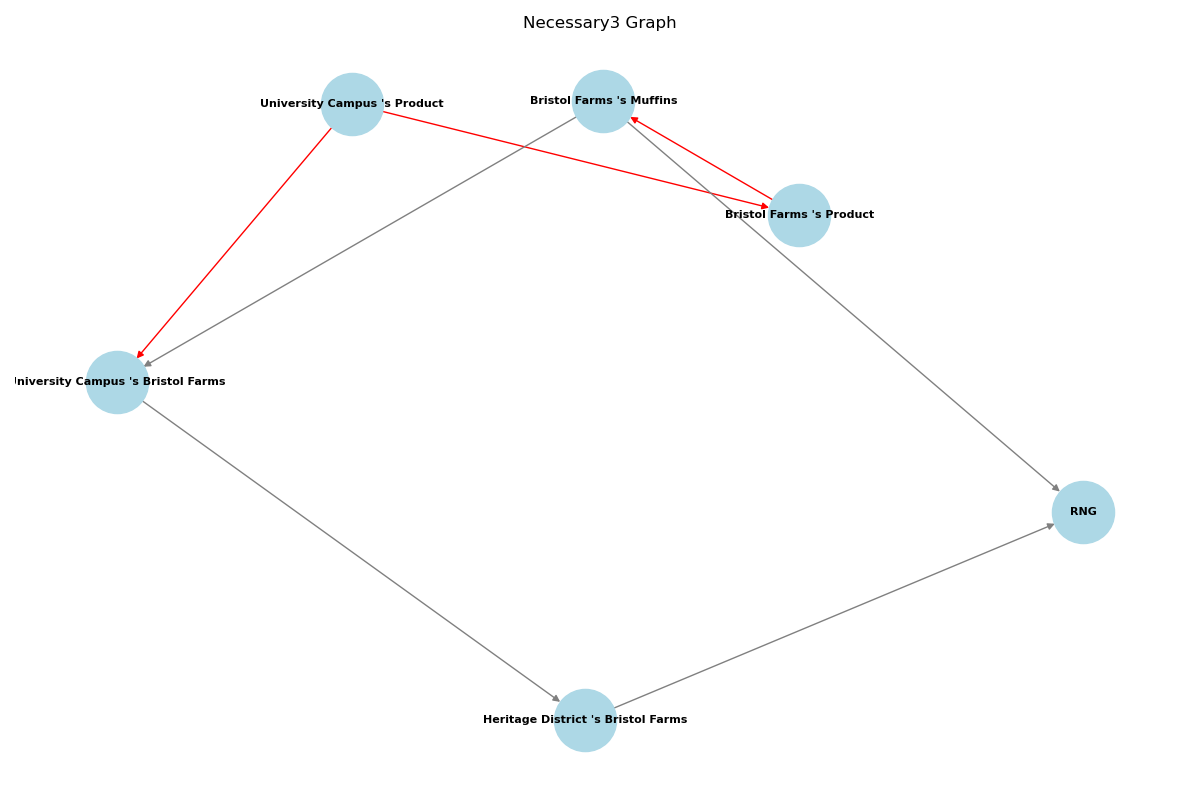 Necessary3 Graph
University Campus 's Product
Bristol Farms 's Muffins
Bristol Farms 's Product
niversity Campus 's Bristol Farms
RNG
Heritage District 's Bristol Farms